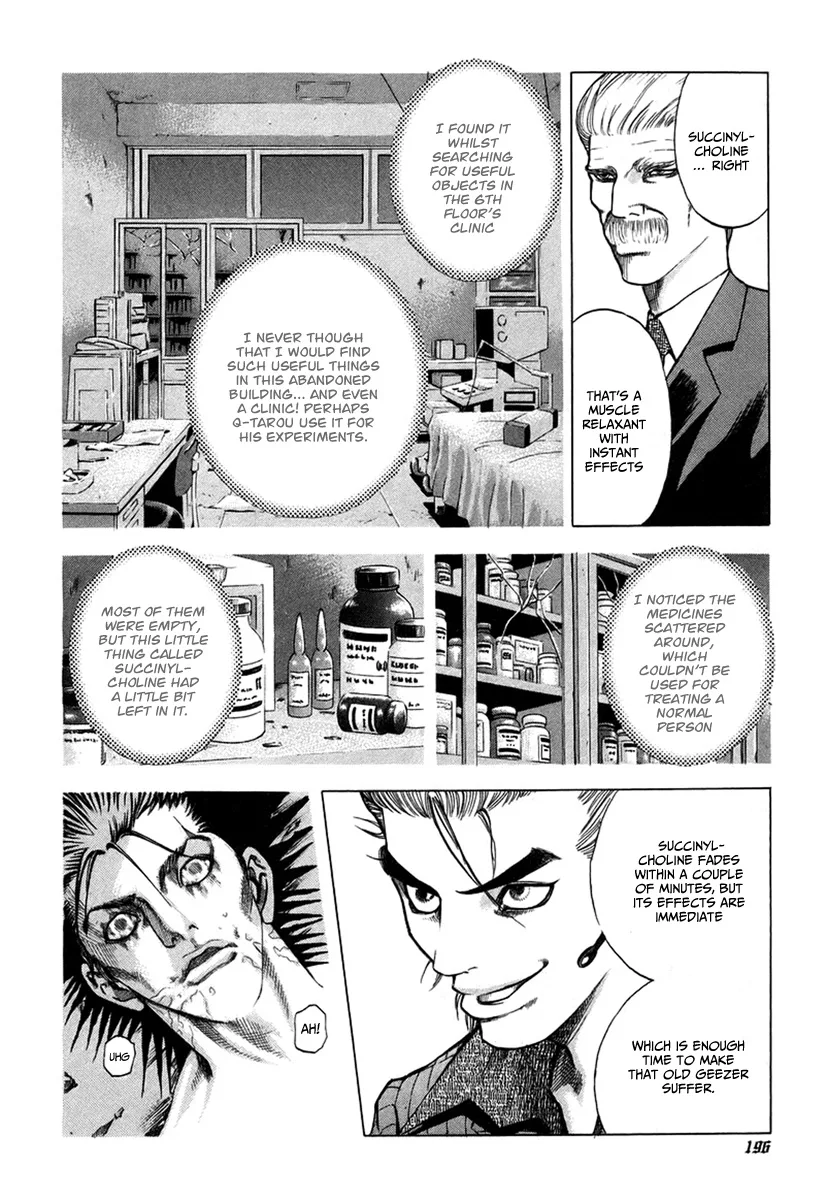 SUCCINYL-
CHOLINE
... RIGHT
THAT'S A
MUSCLE
RELAXANT
WITH
INSTANT
EFFECTS
I FOUND IT
WHILST
SEARCHING
FOR USEFUL
OBJECTS IN
THE 6TH
FLOOR'S
CLINIC
I NEVER THOUGH
THAT I WOULD FIND
SUCH USEFUL THINGS
IN THIS ABANDONED
BUILDING... AND EVEN
A CLINIC! PERHAPS
Q-TAROU USE IT FOR
HIS EXPERIMENTS.
I NOTICED THE
MEDICINES
SCATTERED
AROUND,
WHICH
COULDN'T BE
USED FOR
TREATING A
NORMAL
PERSON
MOST OF THEM
WERE EMPTY,
BUT THIS LITTLE
THING CALLED
SUCCINYL-
CHOLINE HAD
A LITTLE BIT
LEFT IN IT.
SUCCINYL-
CHOLINE FADES
WITHIN A COUPLE
OF MINUTES, BUT
ITS EFFECTS ARE
IMMEDIATE
WHICH IS ENOUGH
TIME TO MAKE
THAT OLD GEEZER
SUFFER.
AH!
UHG
196